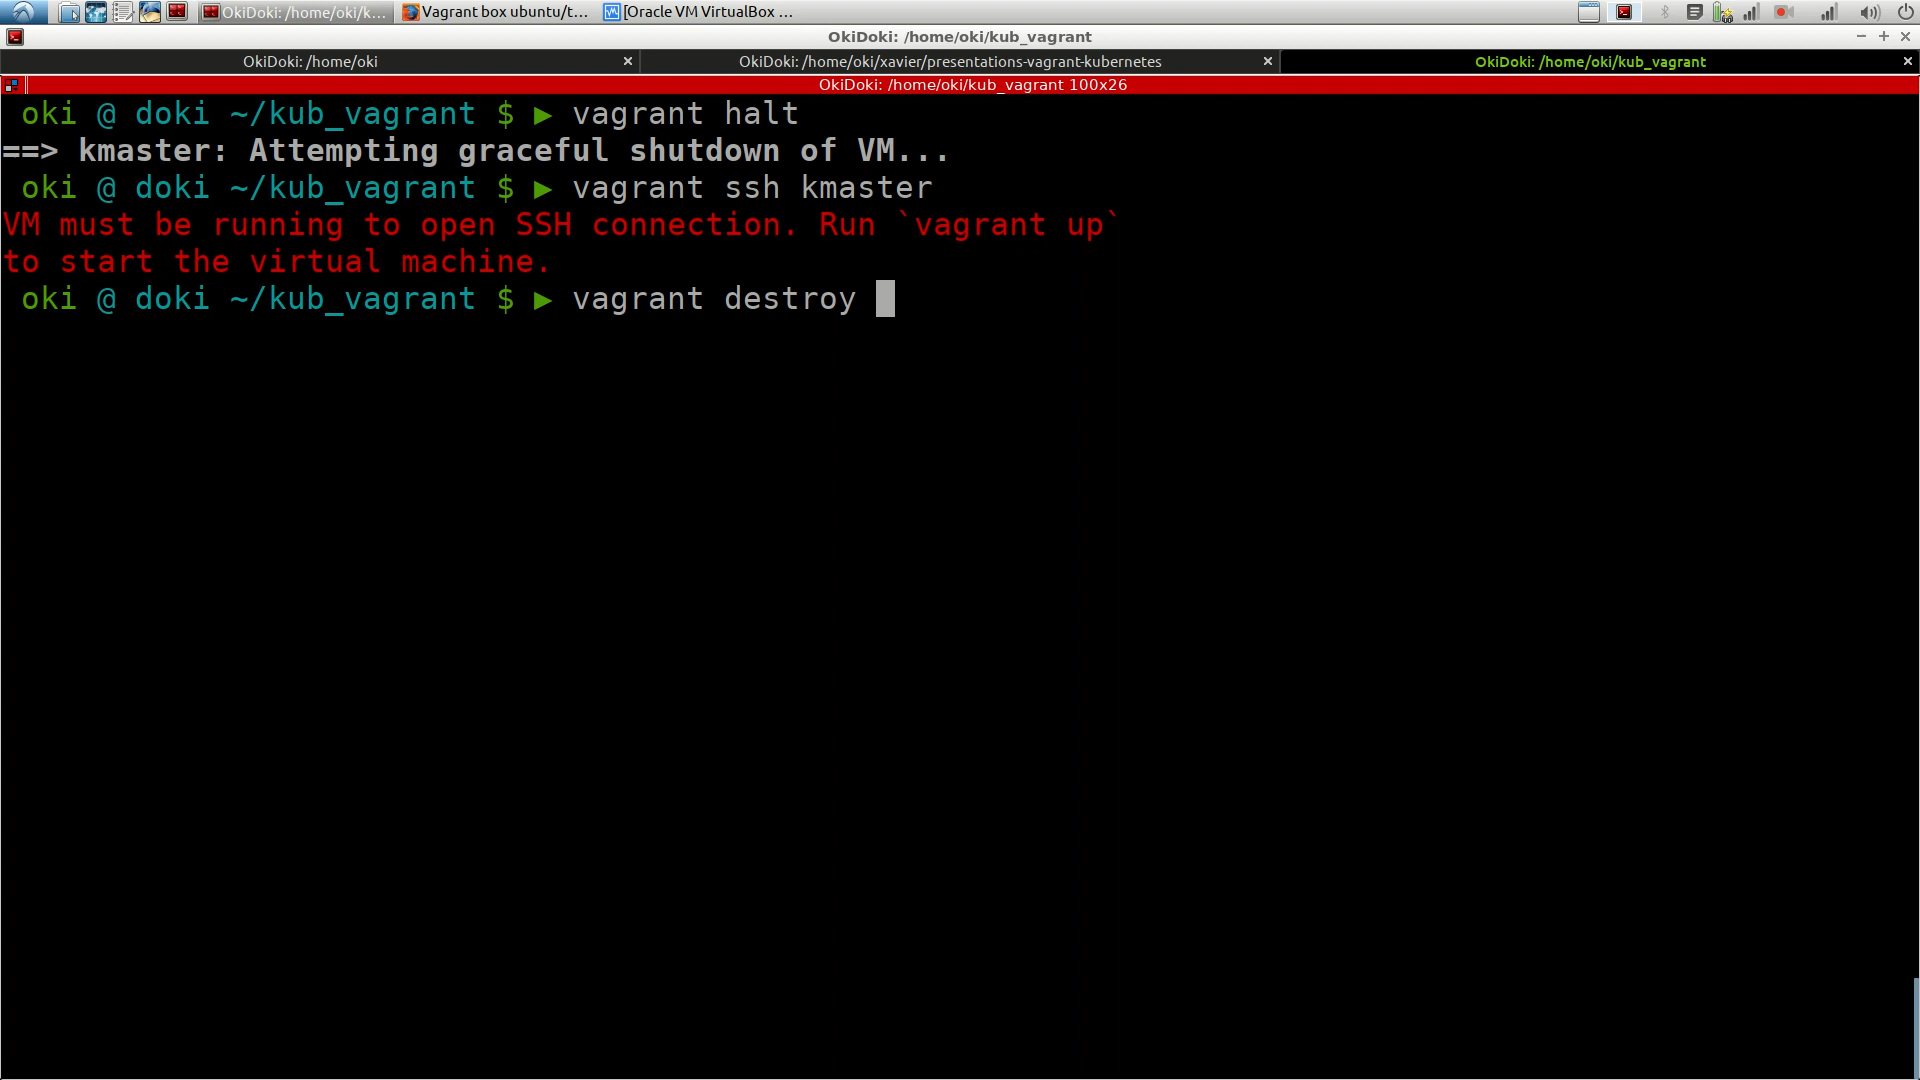 OkiDoki: /home/oki/k...
Vagrant box ubuntu/t...
[Oracle VM VirtualBox ...
OkiDoki: /home/oki/kub_vagrant
OkiDoki: /home/oki
OkiDoki: /home/oki/xavier/presentations-vagrant-kubernetes
OkiDoki: /home/oki/kub_vagrant
OkiDoki: /home/oki/kub_vagrant 100x26
oki @ doki ~/kub_vagrant $ ► vagrant halt
==> kmaster: Attempting graceful shutdown of VM...
oki @ doki ~/kub_vagrant $ ► vagrant ssh kmaster
VM must be running to open SSH connection. Run `vagrant up`
to start the virtual machine.
oki @ doki ~/kub_vagrant $ ► vagrant destroy